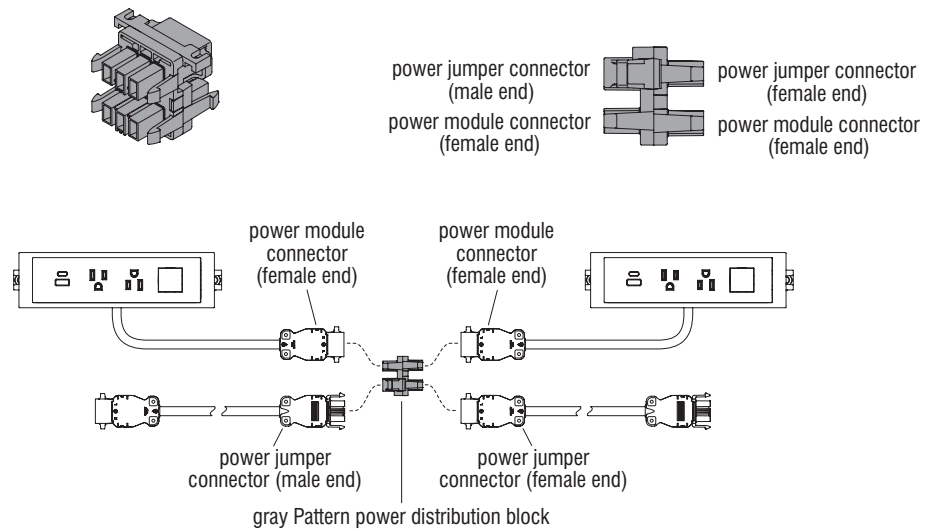 power jumper connector
(male end)
power module connector
(female end)
power jumper connector
(female end)
power module connector
(female end)
power module
connector
(female end)
power module
connector
(female end)
power jumper
connector (male end)
power jumper
connector (female end)
gray Pattern power distribution block